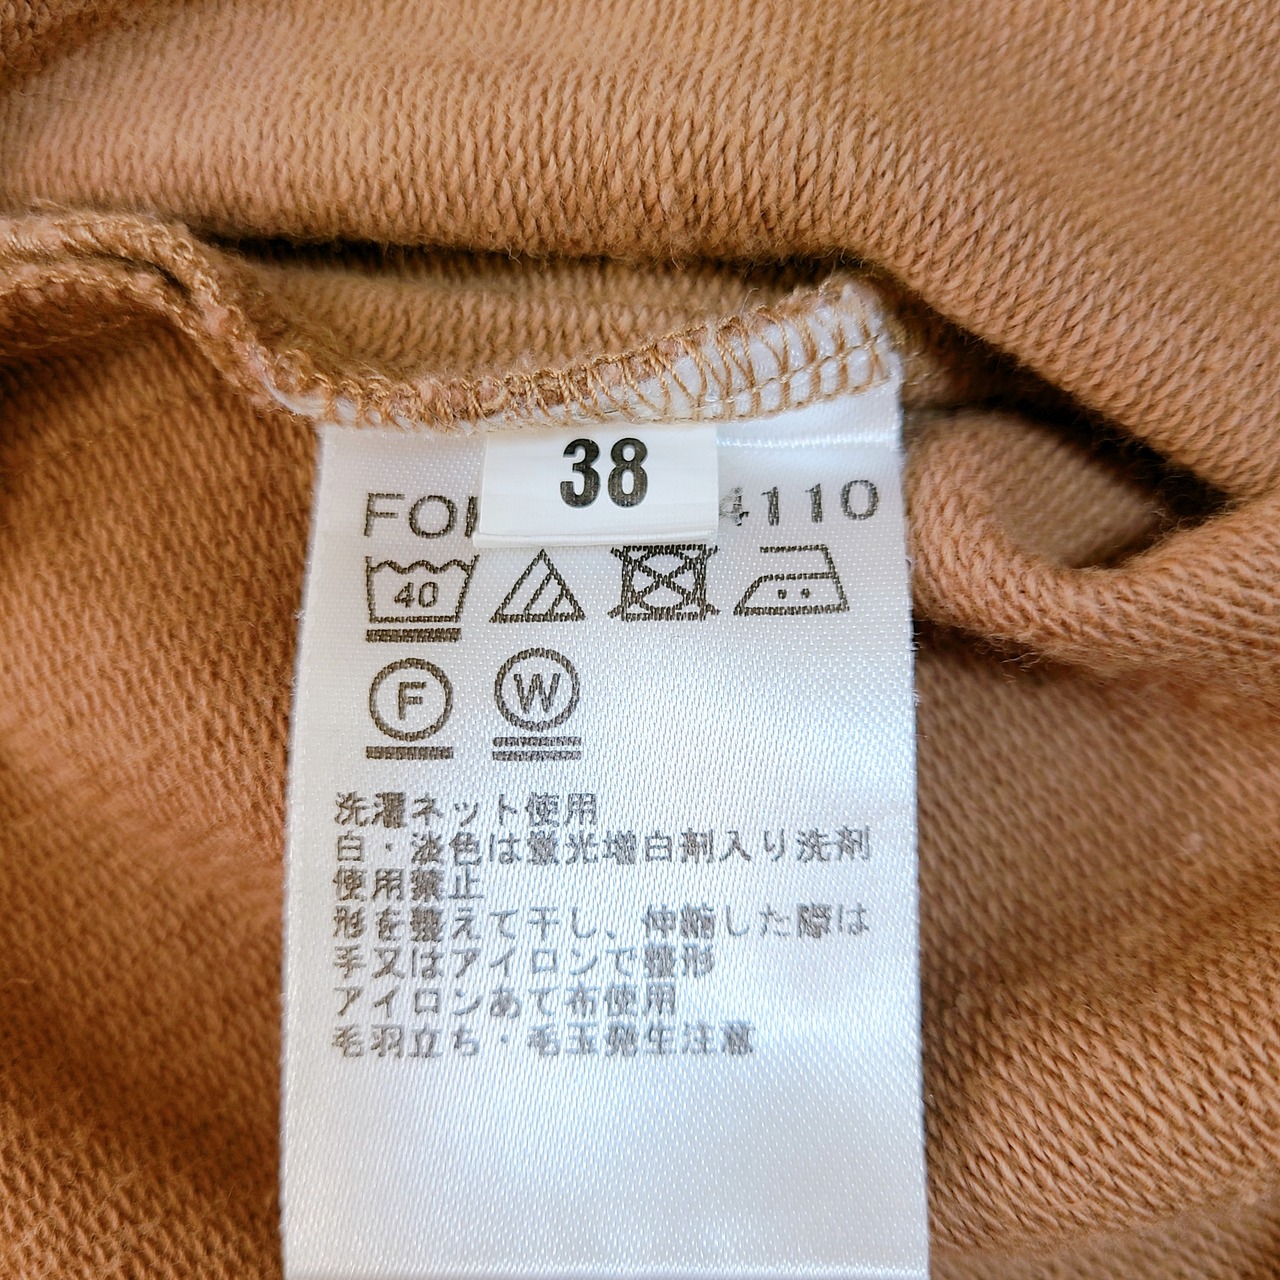 38
FO 4110
40
F W
洗濯ネット使用
白・淡色は蛍光増白剤入り洗剤
使用禁止
形を整えて干し、伸縮した際は
手又はアイロンで整形
アイロンあて布使用
毛羽立ち・毛玉発生注意